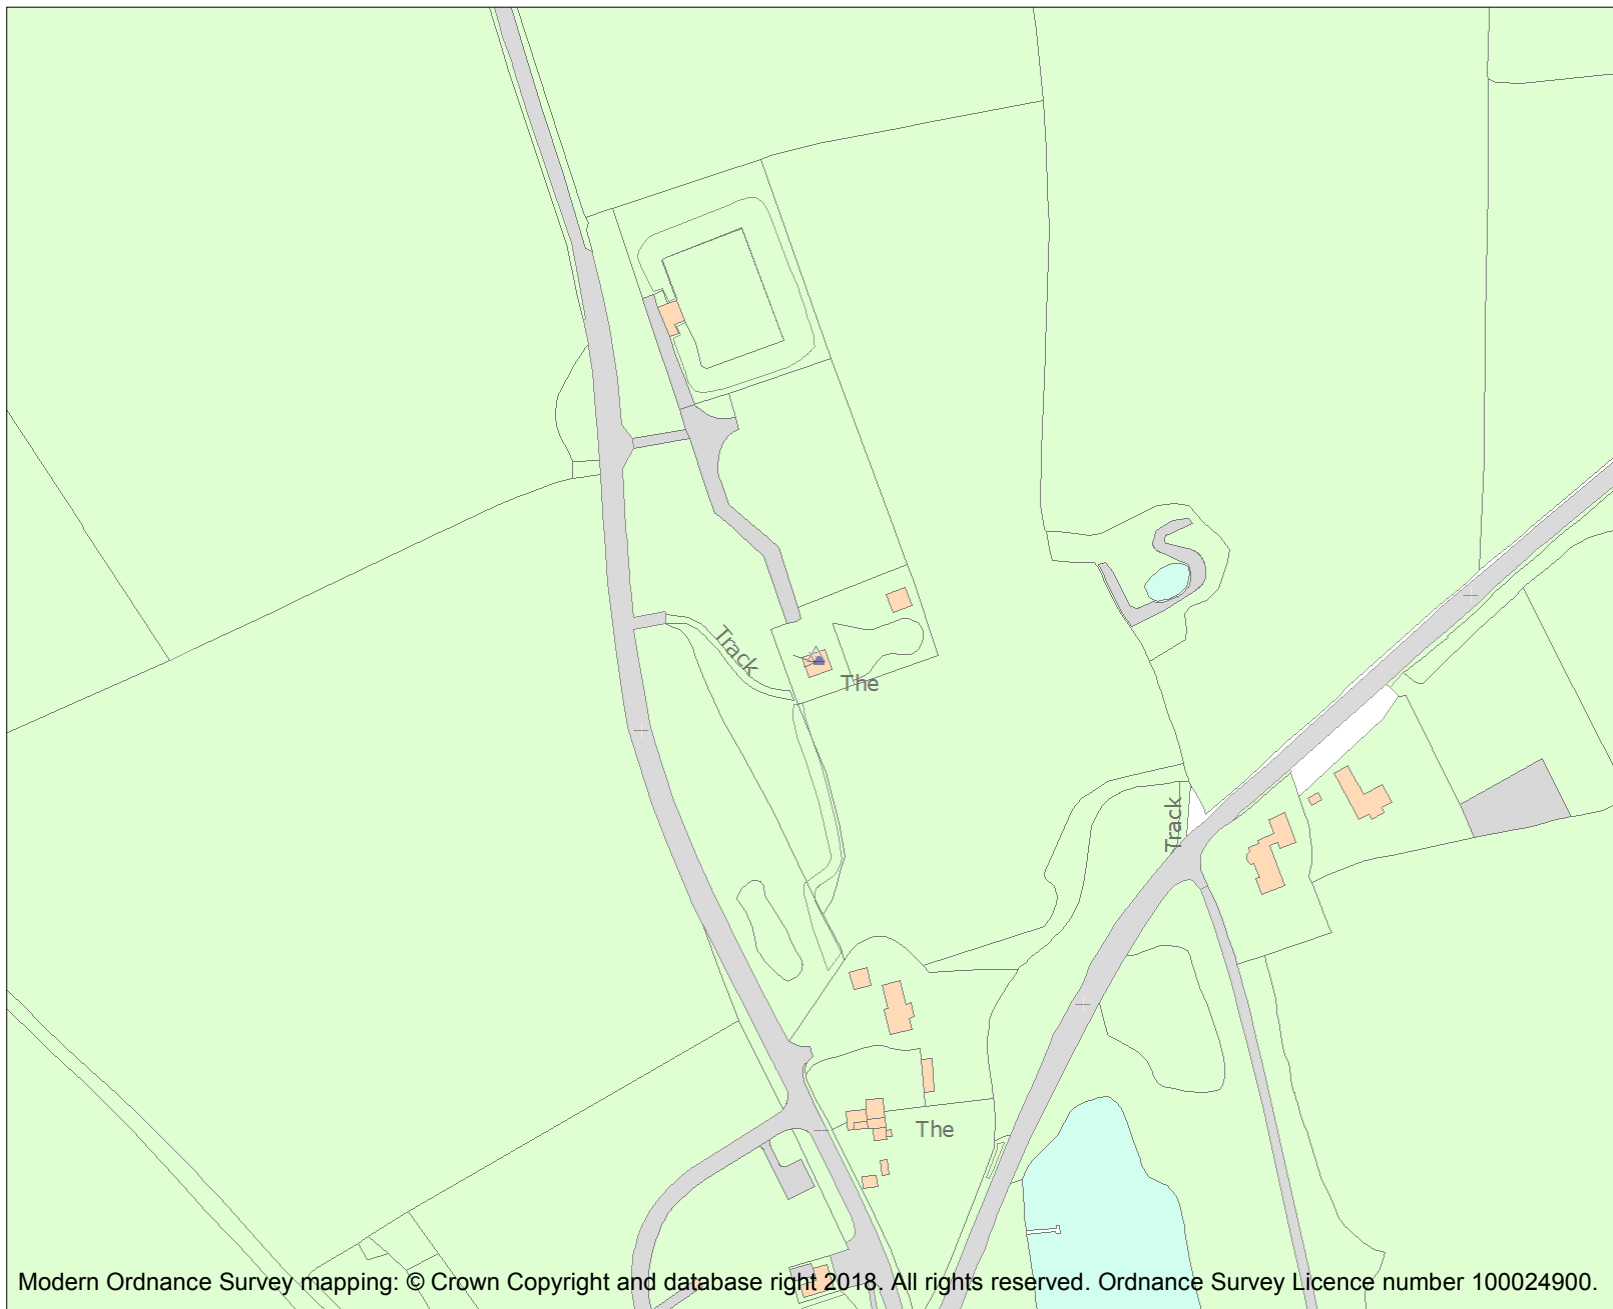 Track
The
Track
The
Modern Ordnance Survey mapping: © Crown Copyright and database right 2018. All rights reserved. Ordnance Survey Licence number 100024900.